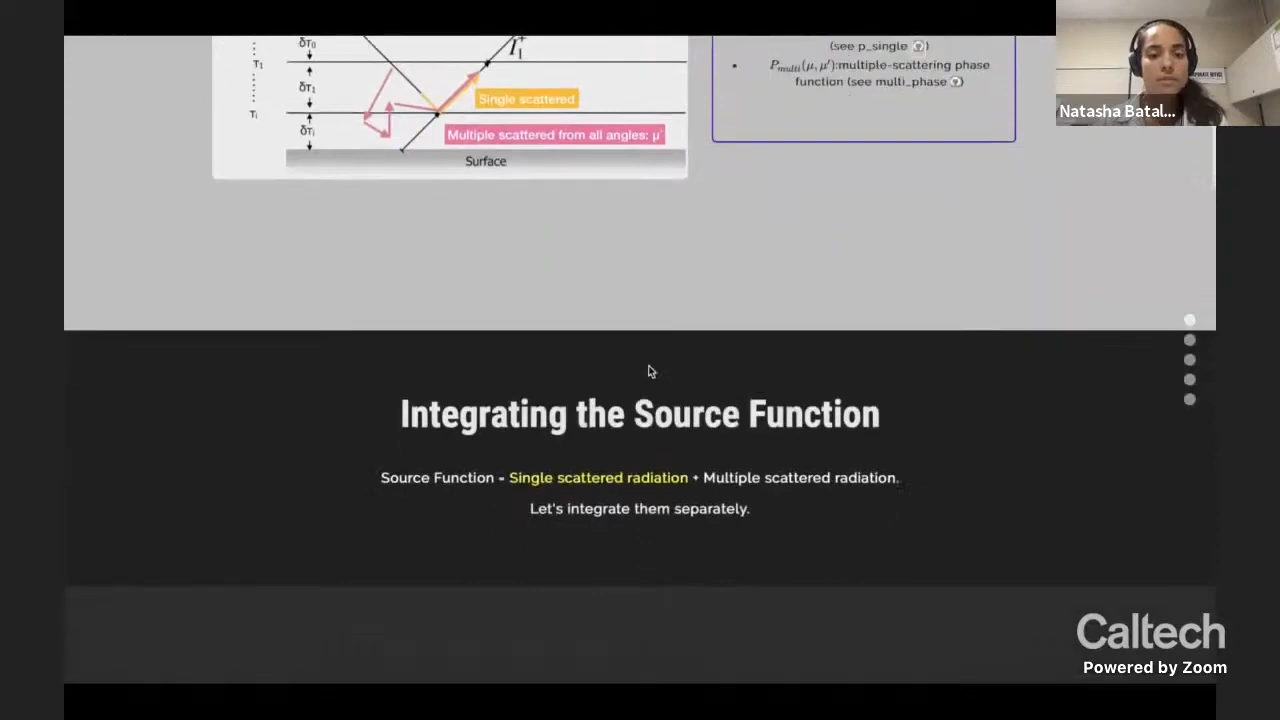 δτ₀
I₁⁺
τ₁
δτ₁
Single scattered
τᵢ
δτᵢ
Multiple scattered from all angles: μ'
Surface
(see p_single ?)
• P_multi(μ, μ'):multiple-scattering phase
function (see multi_phase ?)
Natasha Batal...
Integrating the Source Function
Source Function = Single scattered radiation + Multiple scattered radiation.
Let's integrate them separately.
Caltech
Powered by Zoom